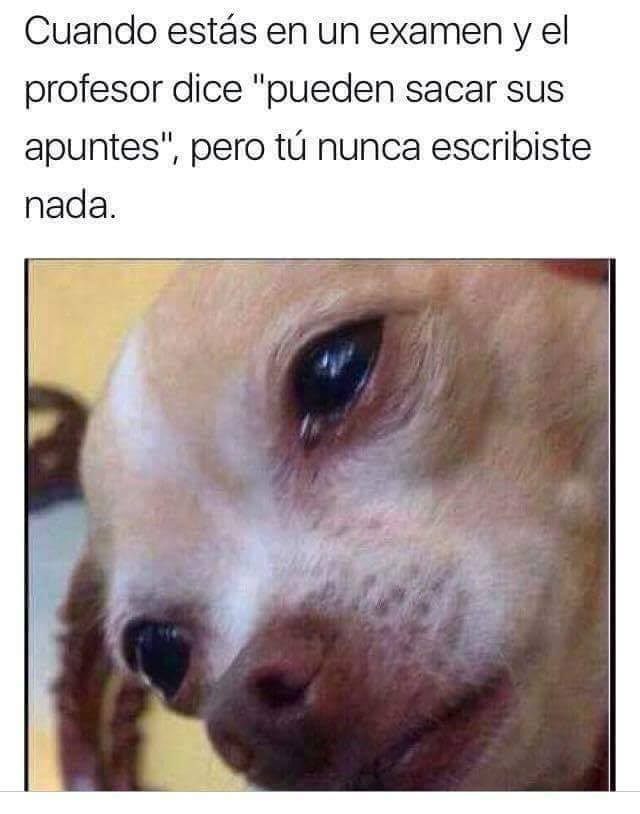 Cuando estás en un examen y el
profesor dice "pueden sacar sus
apuntes", pero tú nunca escribiste
nada.